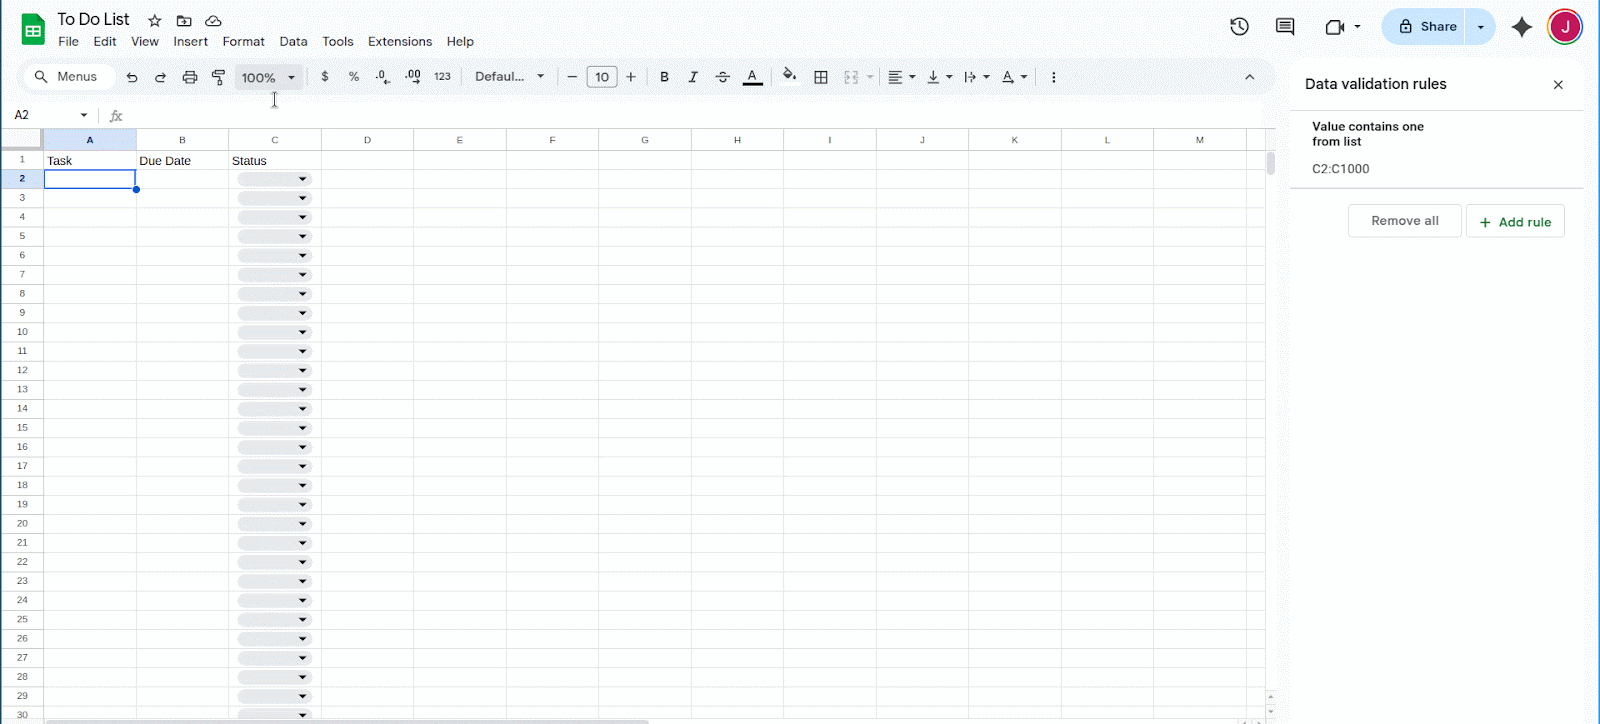 To Do List
File Edit View Insert Format Data Tools Extensions Help
Share
J
Menus 100% $ % .0 .00 123 Defaul... − 10 + B I S A A
Data validation rules
A2 fx
Value contains one
from list
C2:C1000
Remove all + Add rule
A B C D E F G H I J K L M
1 Task Due Date Status
2
3
4
5
6
7
8
9
10
11
12
13
14
15
16
17
18
19
20
21
22
23
24
25
26
27
28
29
30